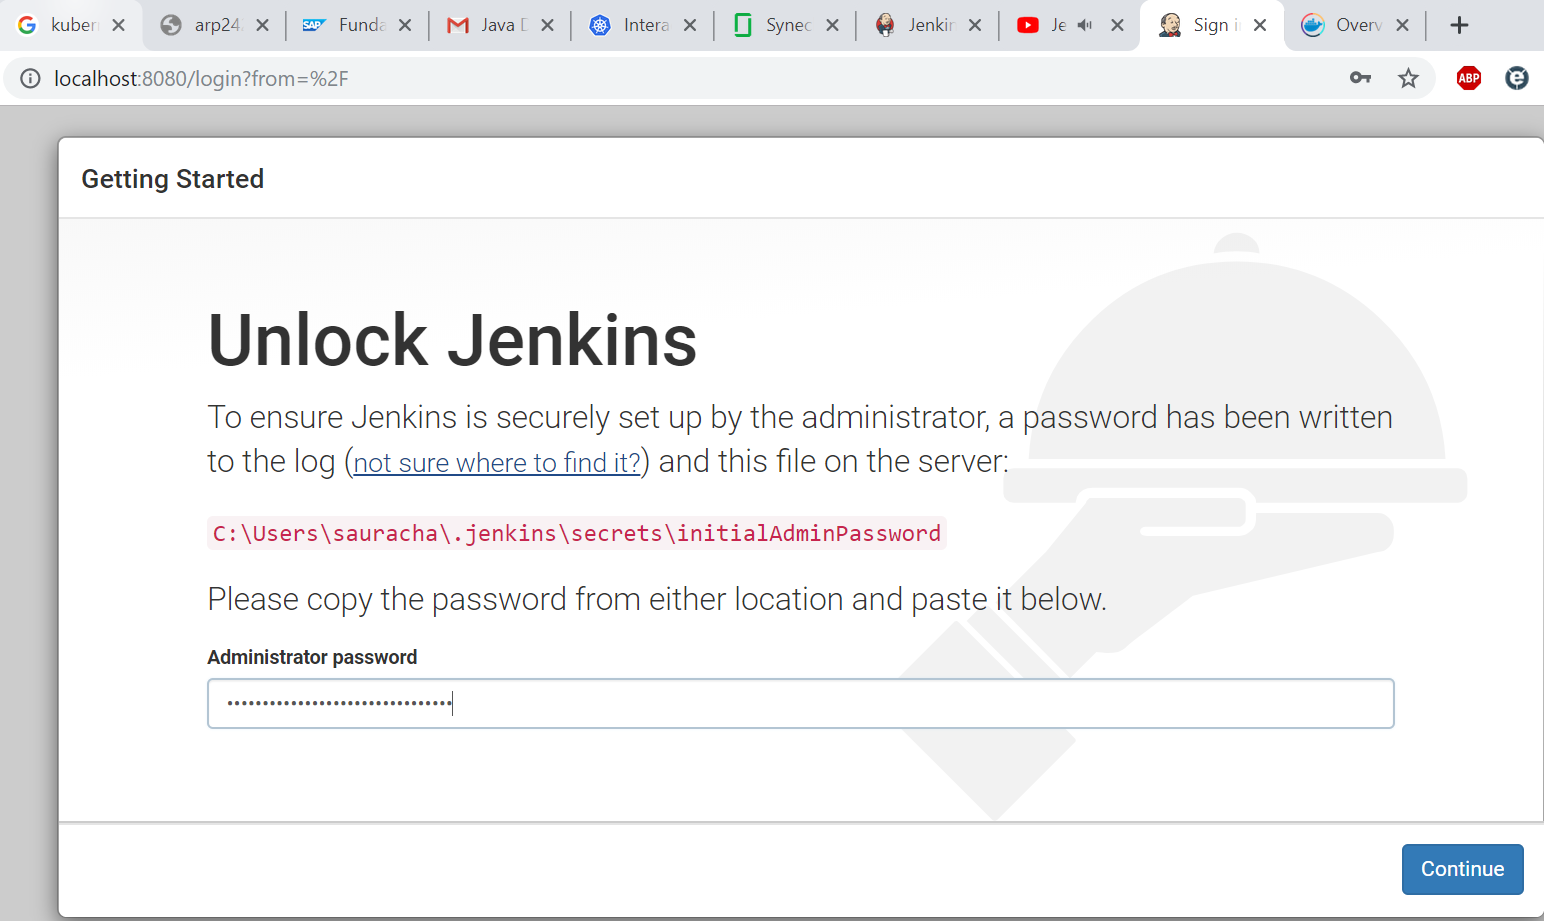 kuber
arp24
SAP
Funda
Java D
Intera
Synec
Jenkin
Je
Sign i
Overv
localhost:8080/login?from=%2F
ABP
Getting Started
Unlock Jenkins
To ensure Jenkins is securely set up by the administrator, a password has been written
to the log (not sure where to find it?) and this file on the server:
C:\Users\sauracha\.jenkins\secrets\initialAdminPassword
Please copy the password from either location and paste it below.
Administrator password
Continue